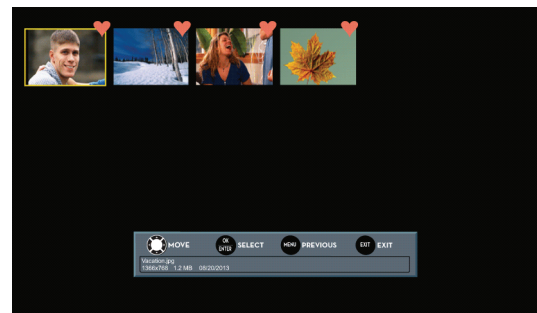 MOVE OK ENTER SELECT MENU PREVIOUS EXIT EXIT
Vacation.jpg
1366x768 1.2 MB 08/20/2013